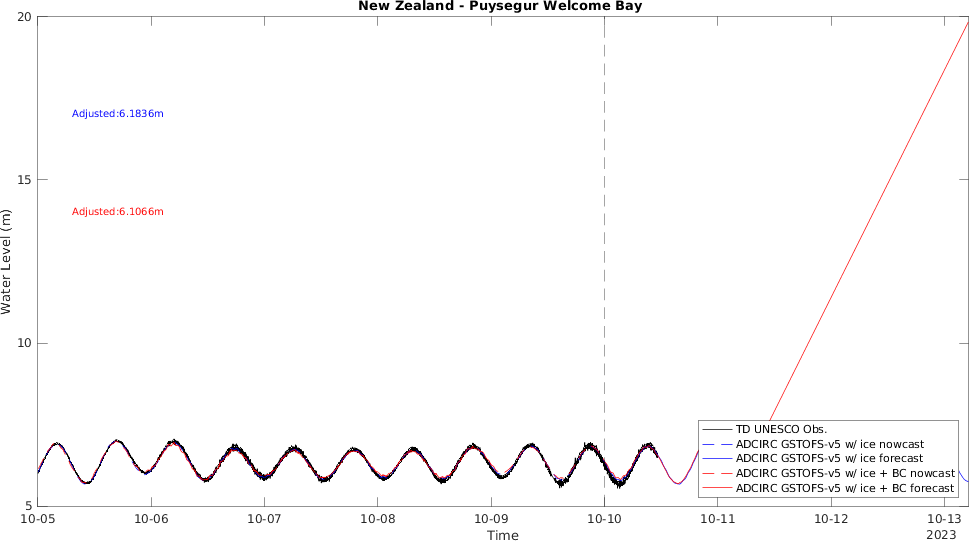 New Zealand - Puysegur Welcome Bay
20
15
10
5
Water Level (m)
Adjusted:6.1836m
Adjusted:6.1066m
TD UNESCO Obs.
ADCIRC GSTOFS-v5 w/ ice nowcast
ADCIRC GSTOFS-v5 w/ ice forecast
ADCIRC GSTOFS-v5 w/ ice + BC nowcast
ADCIRC GSTOFS-v5 w/ ice + BC forecast
10-05 10-06 10-07 10-08 10-09 10-10 10-11 10-12 10-13
Time
2023